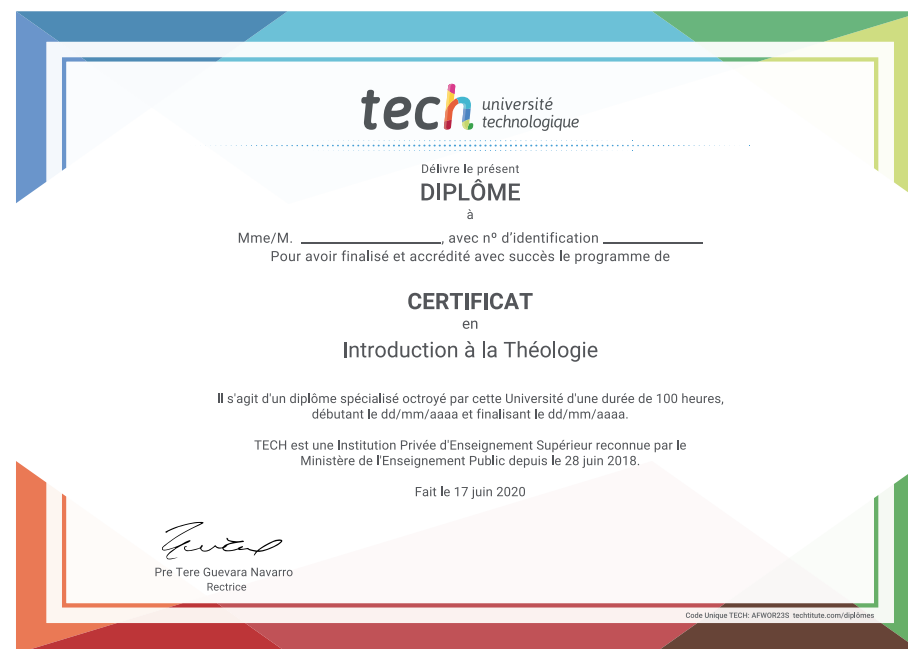 tech université
technologique
Délivre le présent
DIPLÔME
à
Mme/M. ____________________, avec nº d'identification ______________
Pour avoir finalisé et accrédité avec succès le programme de
CERTIFICAT
en
Introduction à la Théologie
Il s'agit d'un diplôme spécialisé octroyé par cette Université d'une durée de 100 heures,
débutant le dd/mm/aaaa et finalisant le dd/mm/aaaa.
TECH est une Institution Privée d'Enseignement Supérieur reconnue par le
Ministère de l'Enseignement Public depuis le 28 juin 2018.
Fait le 17 juin 2020
Pre Tere Guevara Navarro
Rectrice
Code Unique TECH: AFWOR23S techtitute.com/diplômes